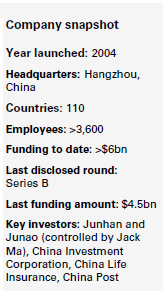 Company snapshot
Year launched: 2004
Headquarters: Hangzhou,
China
Countries: 110
Employees: >3,600
Funding to date: >$6bn
Last disclosed round:
Series B
Last funding amount: $4.5bn
Key investors: Junhan and
Junao (controlled by Jack
Ma), China Investment
Corporation, China Life
Insurance, China Post